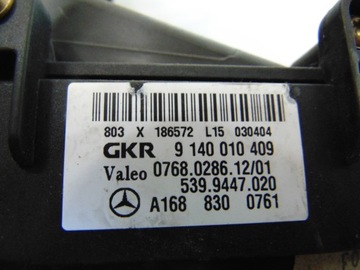 803 X 186572 L15 030404
GKR 9 140 010 409
Valeo 0768.0286.12/01
539.9447.020
A168 830 0761